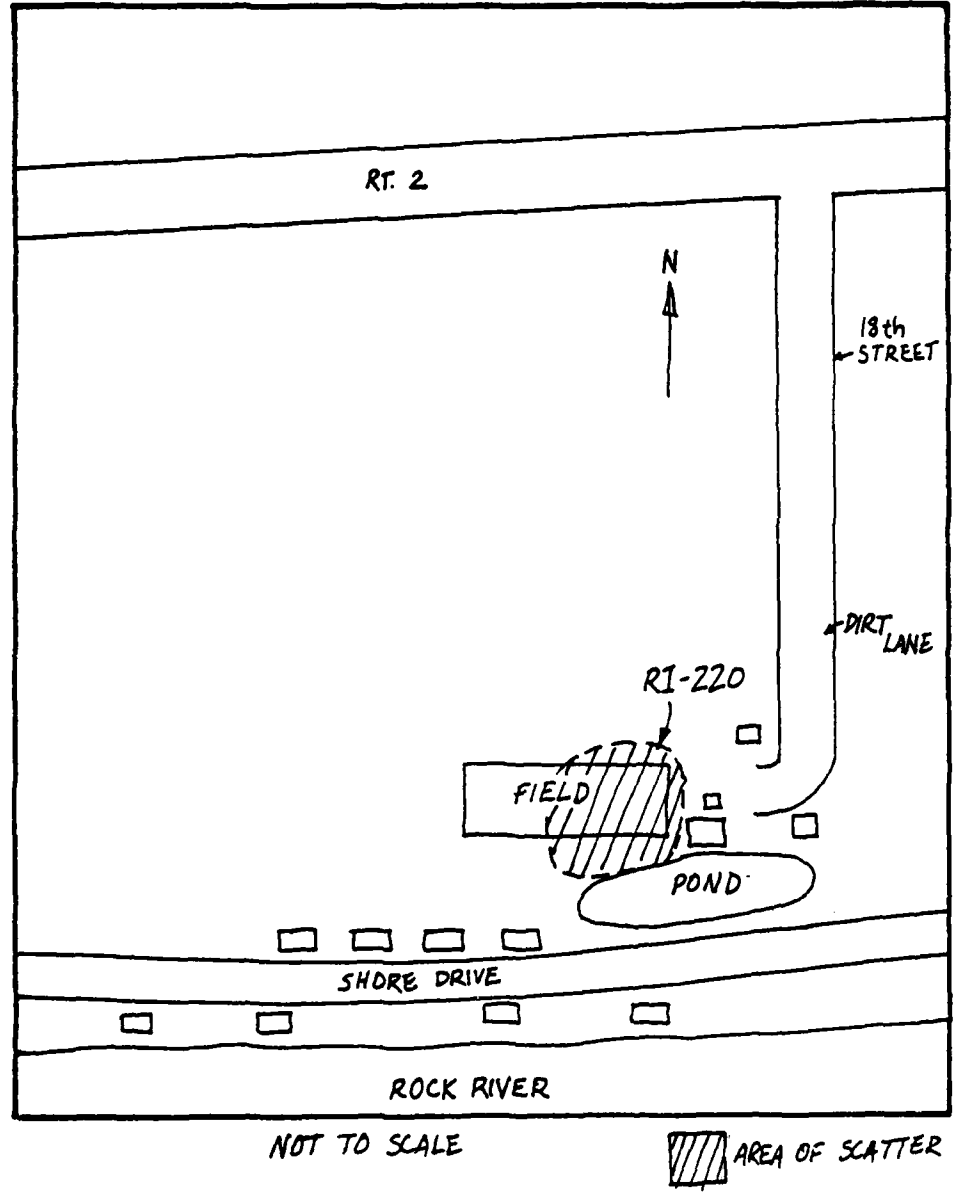 RT. 2
N
18th
STREET
DIRT
LANE
RI-220
FIELD
POND
SHORE DRIVE
ROCK RIVER
NOT TO SCALE
AREA OF SCATTER